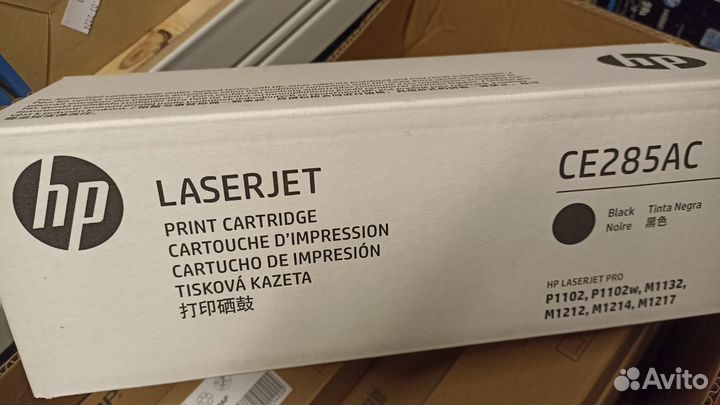 hp
hp
LASERJET
PRINT CARTRIDGE
CARTOUCHE D'IMPRESSION
CARTUCHO DE IMPRESIÓN
TISKOVÁ KAZETA
打印硒鼓
CE285AC
Black Tinta Negra
Noire 黑色
HP LASERJET PRO
P1102, P1102w, M1132,
M1212, M1214, M1217
Avito